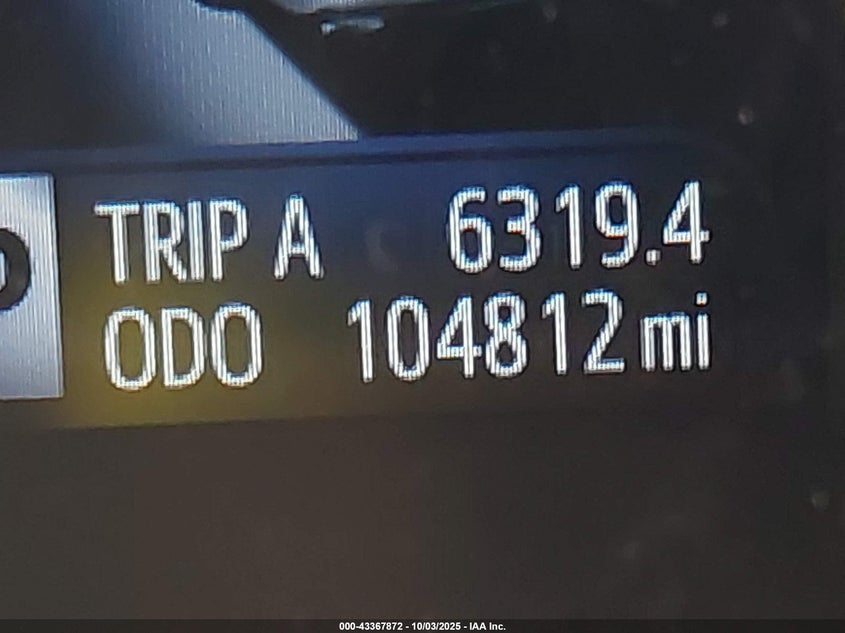 TRIP A 6319.4
ODO 104812 mi
000-43367872 - 10/03/2025 - IAA Inc.